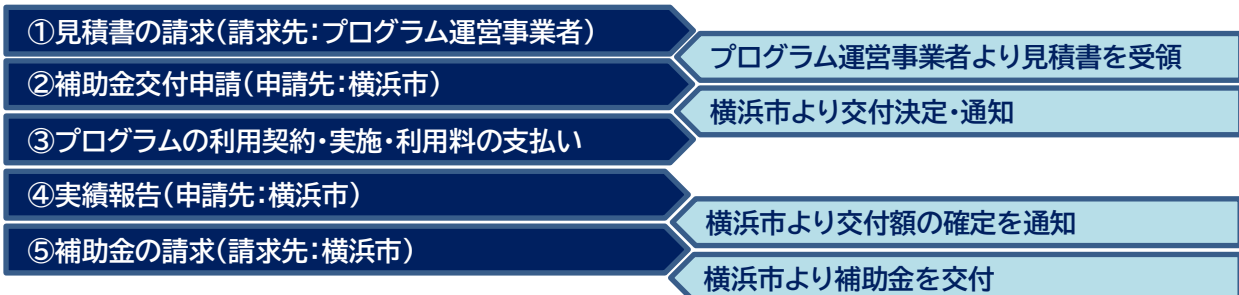 ①見積書の請求(請求先:プログラム運営事業者)
プログラム運営事業者より見積書を受領
②補助金交付申請(申請先:横浜市)
横浜市より交付決定・通知
③プログラムの利用契約・実施・利用料の支払い
④実績報告(申請先:横浜市)
横浜市より交付額の確定を通知
⑤補助金の請求(請求先:横浜市)
横浜市より補助金を交付